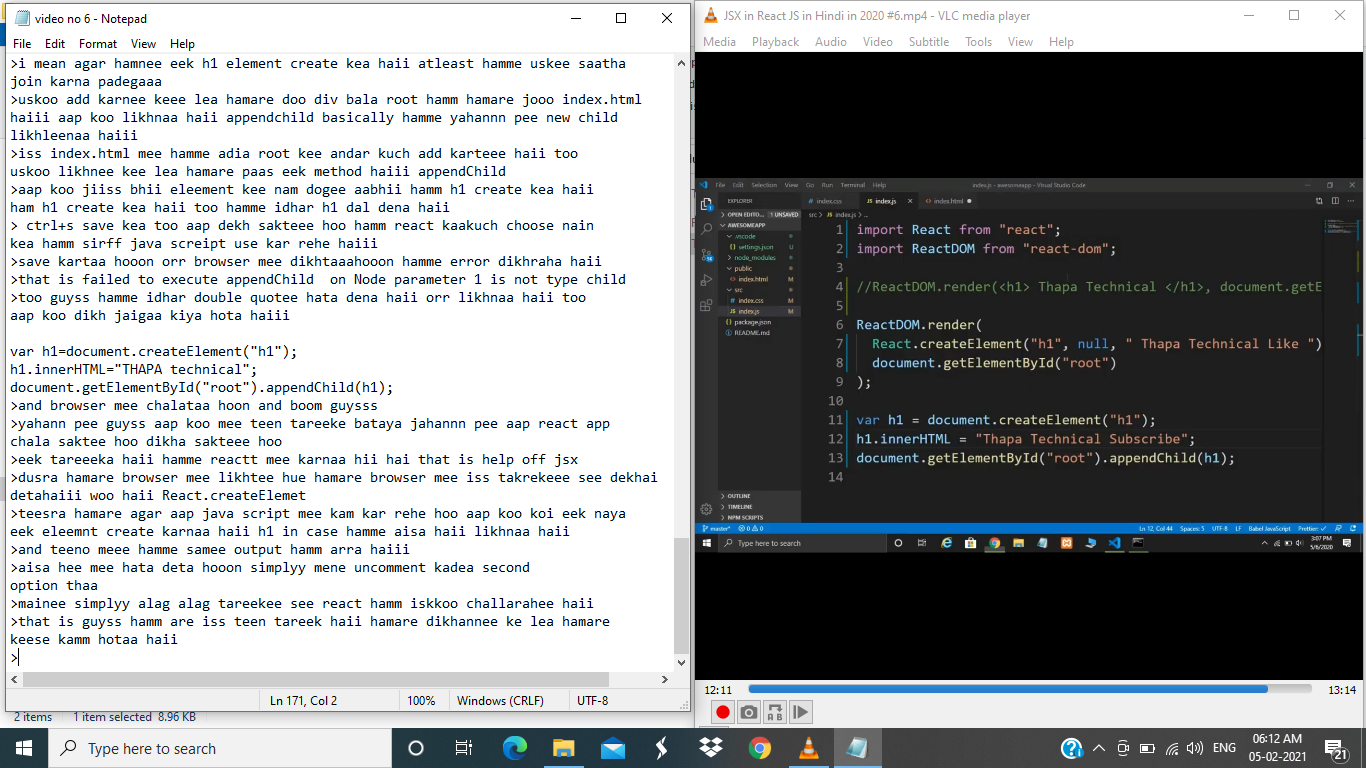 video no 6 - Notepad
File Edit Format View Help
>i mean agar hamnee eek h1 element create kea haii atleast hamme uskee saatha
join karna padegaaa
>uskoo add karnee keee lea hamare doo div bala root hamm hamare jooo index.html
haiii aap koo likhnaa haii appendchild basically hamme yahannn pee new child
likhleenaa haiii
>iss index.html mee hamme adia root kee andar kuch add karteee haii too
uskoo likhnee kee lea hamare paas eek method haiii appendChild
>aap koo jiiss bhii eleement kee nam dogee aabhii hamm h1 create kea haii
ham h1 create kea haii too hamme idhar h1 dal dena haii
> ctrl+s save kea too aap dekh sakteee hoo hamm react kaakuch choose nain
kea hamm sirff java screipt use kar rehe haiii
>save kartaa hooon orr browser mee dikhtaaahooon hamme error dikhraha haii
>that is failed to execute appendChild  on Node parameter 1 is not type child
>too guyss hamme idhar double quotee hata dena haii orr likhnaa haii too
aap koo dikh jaigaa kiya hota haiii
var h1=document.createElement("h1");
h1.innerHTML="THAPA technical";
document.getElementById("root").appendChild(h1);
>and browser mee chalataa hoon and boom guysss
>yahann pee guyss aap koo mee teen tareeke bataya jahannn pee aap react app
chala saktee hoo dikha sakteee hoo
>eek tareeeka haii hamme reactt mee karnaa hii hai that is help off jsx
>dusra hamare browser mee likhtee hue hamare browser mee iss takrekeee see dekhai
detahaiii woo haii React.createElemet
>teesra hamare agar aap java script mee kam kar rehe hoo aap koo koi eek naya
eek eleemnt create karnaa haii h1 in case hamme aisa haii likhnaa haii
>and teeno meee hamme samee output hamm arra haiii
>aisa hee mee hata deta hooon simplyy mene uncomment kadea second
option thaa
>mainee simplyy alag alag tareekee see react hamm iskkoo challarahee haii
>that is guyss hamm are iss teen tareek haii hamare dikhannee ke lea hamare
keese kamm hotaa haii
>
Ln 171, Col 2 100% Windows (CRLF) UTF-8
2 items 1 item selected 8.96 KB
JSX in React JS in Hindi in 2020 #6.mp4 - VLC media player
Media Playback Audio Video Subtitle Tools View Help
File Edit Selection View Go Run Terminal Help index.js - awesomeapp - Visual Studio Code
EXPLORER
OPEN EDITO... 1 UNSAVED
AWESOMEAPP
.vscode
settings.json U
node_modules
public
index.html M
src
index.css M
index.js M
package.json M
README.md
OUTLINE
TIMELINE
NPM SCRIPTS
index.css index.js index.html
src > index.js > ...
1 import React from "react";
2 import ReactDOM from "react-dom";
3
4 //ReactDOM.render(<h1> Thapa Technical </h1>, document.getE
5
6 ReactDOM.render(
7 React.createElement("h1", null, " Thapa Technical Like ")
8 document.getElementById("root")
9 );
10
11 var h1 = document.createElement("h1");
12 h1.innerHTML = "Thapa Technical Subscribe";
13 document.getElementById("root").appendChild(h1);
14
master* 0 0 Ln 12, Col 44 Spaces: 5 UTF-8 LF Babel JavaScript Prettier: ✓
Type here to search 3:07 PM
5/6/2020
12:11 13:14
A B
Type here to search ENG 06:12 AM
05-02-2021 21